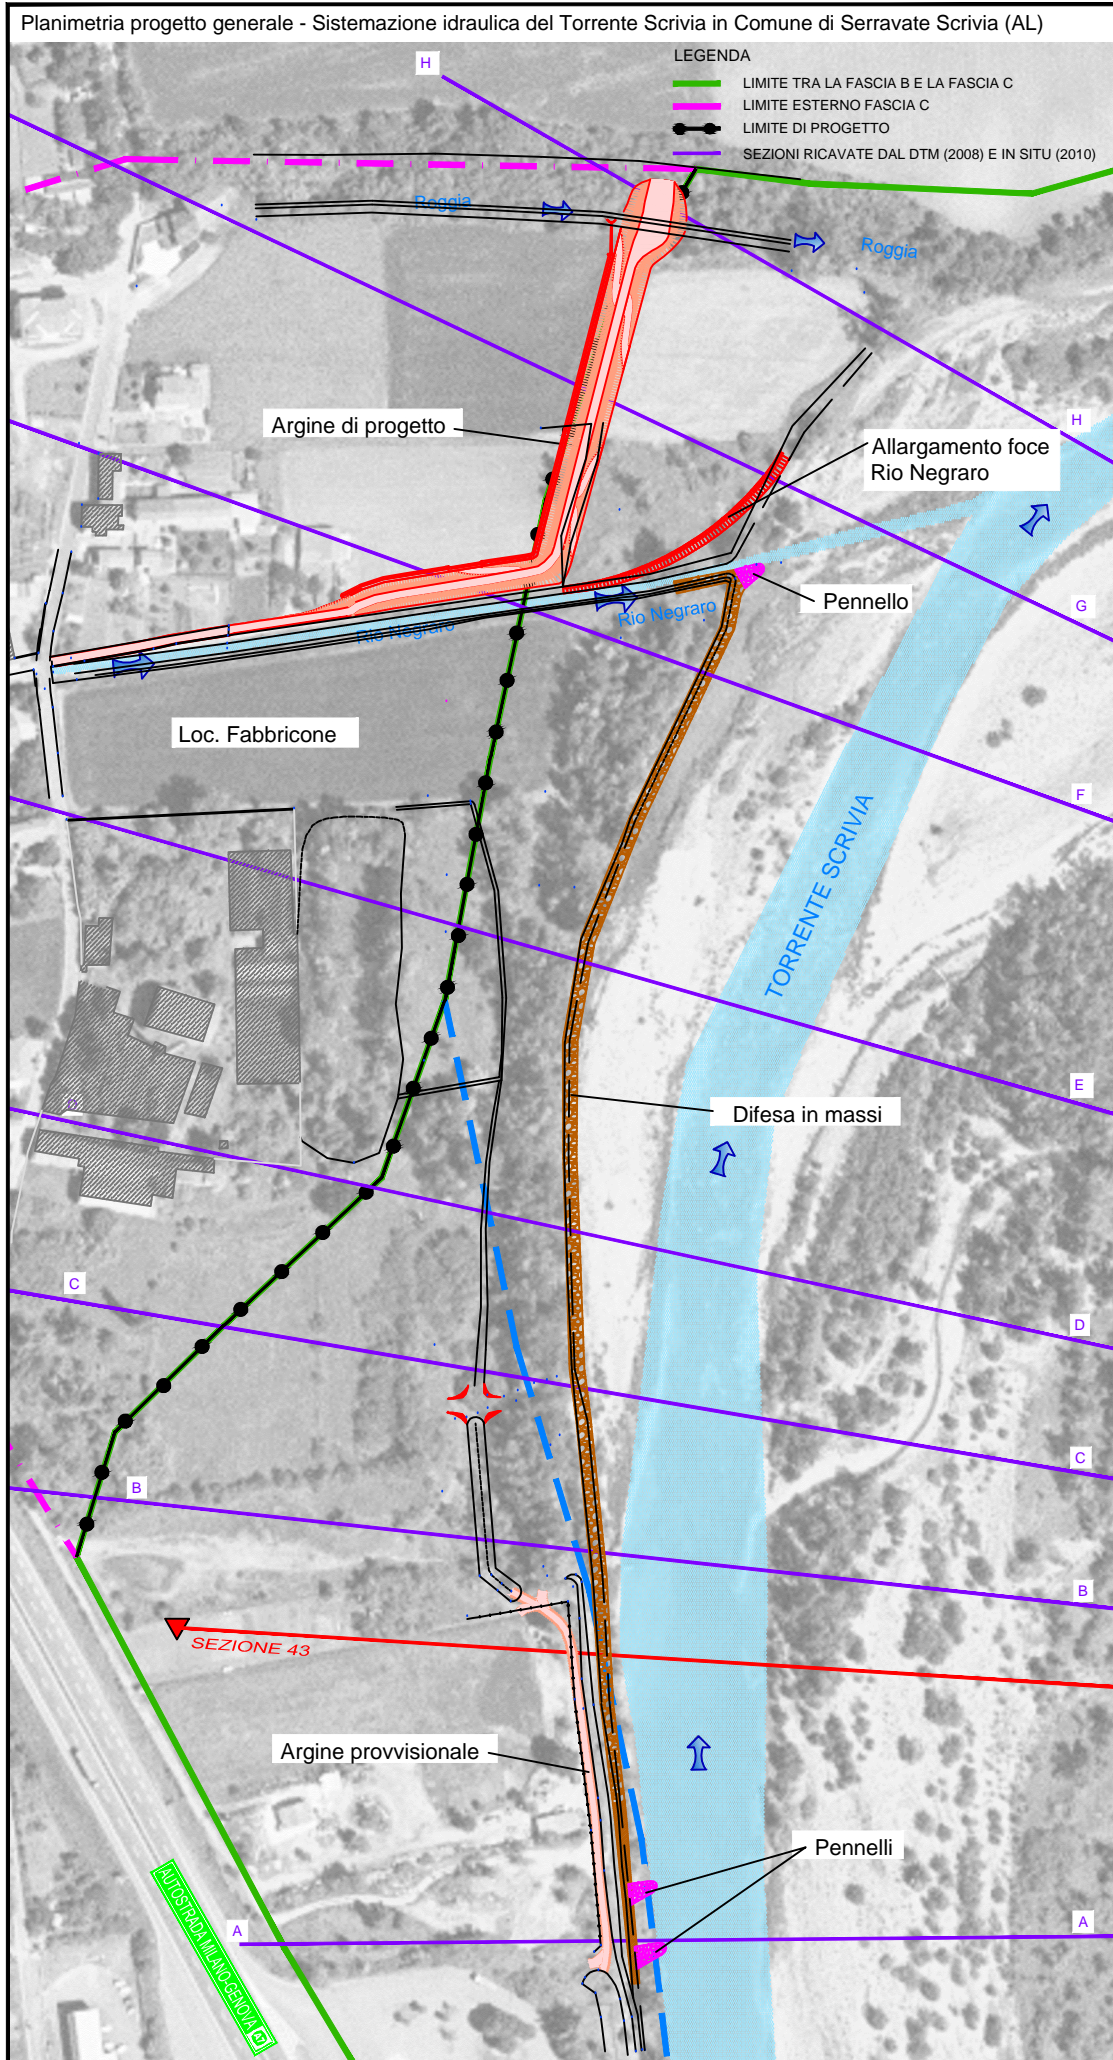 Planimetria progetto generale - Sistemazione idraulica del Torrente Scrivia in Comune di Serravate Scrivia (AL)
LEGENDA
LIMITE TRA LA FASCIA B E LA FASCIA C
LIMITE ESTERNO FASCIA C
LIMITE DI PROGETTO
SEZIONI RICAVATE DAL DTM (2008) E IN SITU (2010)
H
Roggia
Roggia
Argine di progetto
H
Allargamento foce
Rio Negraro
Pennello
G
Rio Negraro
Rio Negraro
Loc. Fabbricone
F
TORRENTE SCRIVIA
E
D
Difesa in massi
C
D
C
B
B
SEZIONE 43
Argine provvisionale
Pennelli
AUTOSTRADA MILANO-GENOVA A7
A
A